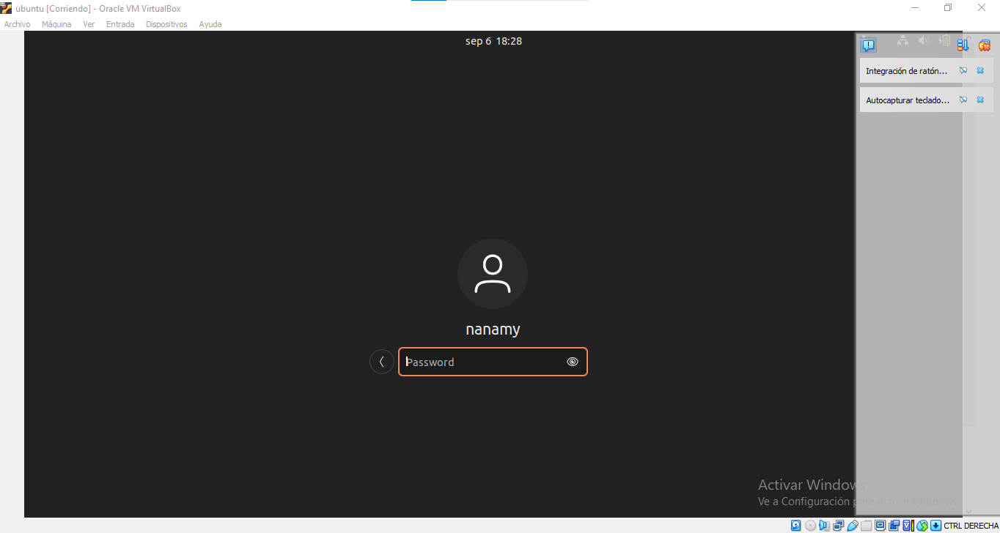 ubuntu [Corriendo] - Oracle VM VirtualBox
Archivo Máquina Ver Entrada Dispositivos Ayuda
sep 6 18:28
Integración de ratón...
Autocapturar teclado...
nanamy
Password
Activar Windows
Ve a Configuración para activar Windows.
CTRL DERECHA